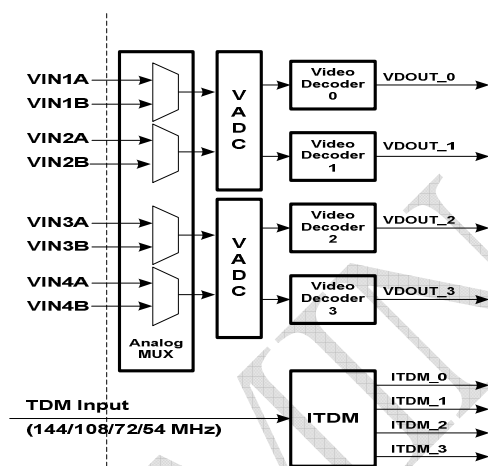 VIN1A
VIN1B
VIN2A
VIN2B
VIN3A
VIN3B
VIN4A
VIN4B
Analog
MUX
V
A
D
C
V
A
D
C
Video
Decoder
0
VDOUT_0
Video
Decoder
1
VDOUT_1
Video
Decoder
2
VDOUT_2
Video
Decoder
3
VDOUT_3
TDM Input
(144/108/72/54 MHz)
ITDM
ITDM_0
ITDM_1
ITDM_2
ITDM_3